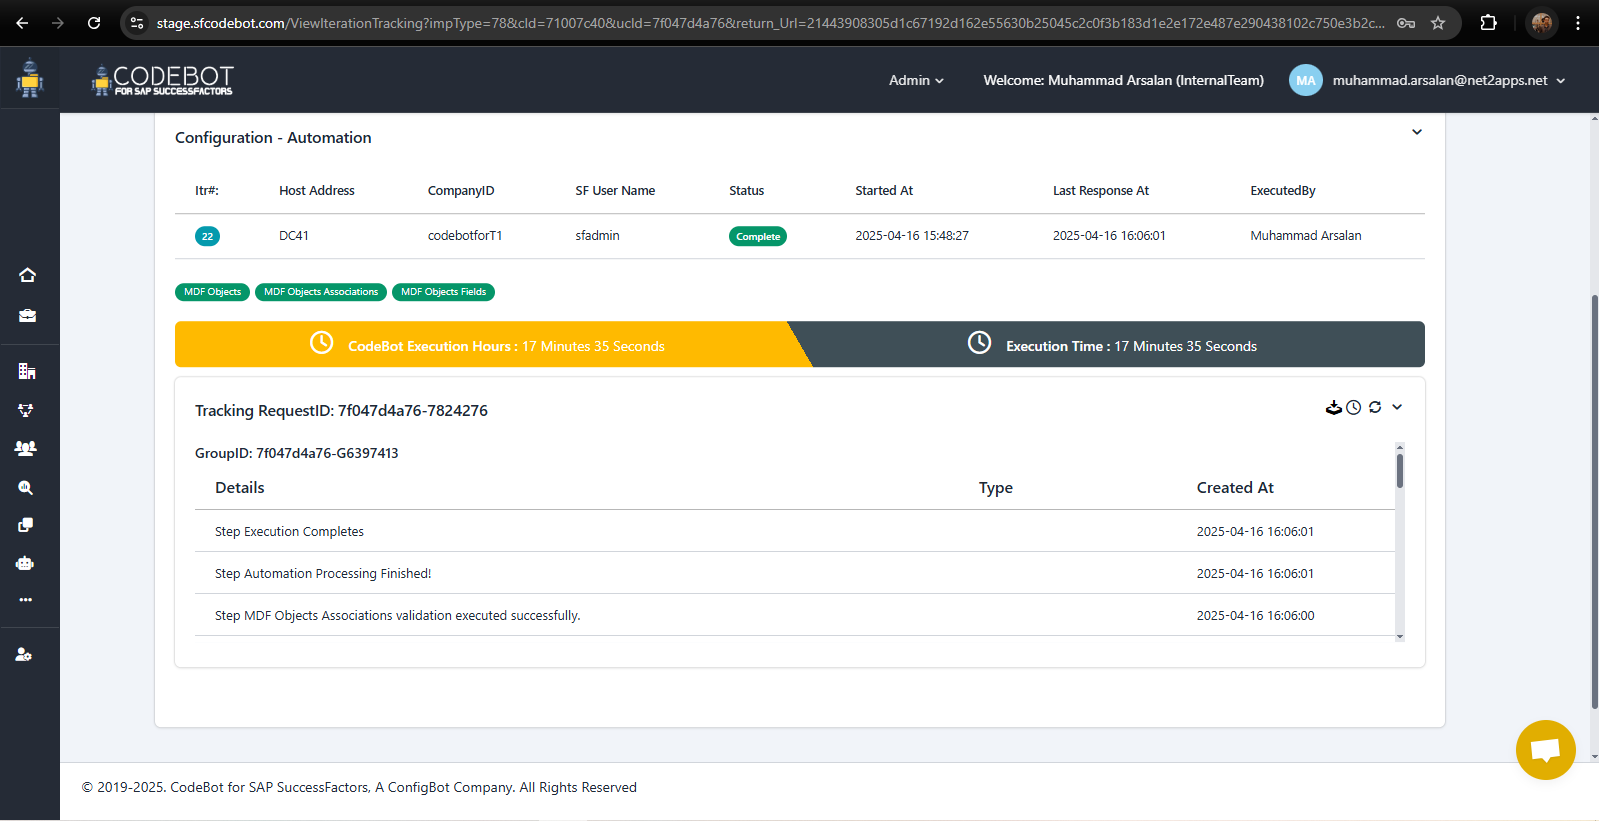 stage.sfcodebot.com/ViewIterationTracking?impType=78&cId=71007c40&ucId=7f047d4a76&return_Url=21443908305d1c67192d162e55630b25045c2c0f3b183d1e2e172e487e290438102c750e3b2c...
CODEBOT
FOR SAP SUCCESSFACTORS
Admin
Welcome: Muhammad Arsalan (InternalTeam)
MA
muhammad.arsalan@net2apps.net
Configuration - Automation
Itr#: Host Address CompanyID SF User Name Status Started At Last Response At ExecutedBy
22 DC41 codebotforT1 sfadmin Complete 2025-04-16 15:48:27 2025-04-16 16:06:01 Muhammad Arsalan
MDF Objects MDF Objects Associations MDF Objects Fields
CodeBot Execution Hours : 17 Minutes 35 Seconds Execution Time : 17 Minutes 35 Seconds
Tracking RequestID: 7f047d4a76-7824276
GroupID: 7f047d4a76-G6397413
Details Type Created At
Step Execution Completes 2025-04-16 16:06:01
Step Automation Processing Finished! 2025-04-16 16:06:01
Step MDF Objects Associations validation executed successfully. 2025-04-16 16:06:00
© 2019-2025. CodeBot for SAP SuccessFactors, A ConfigBot Company. All Rights Reserved